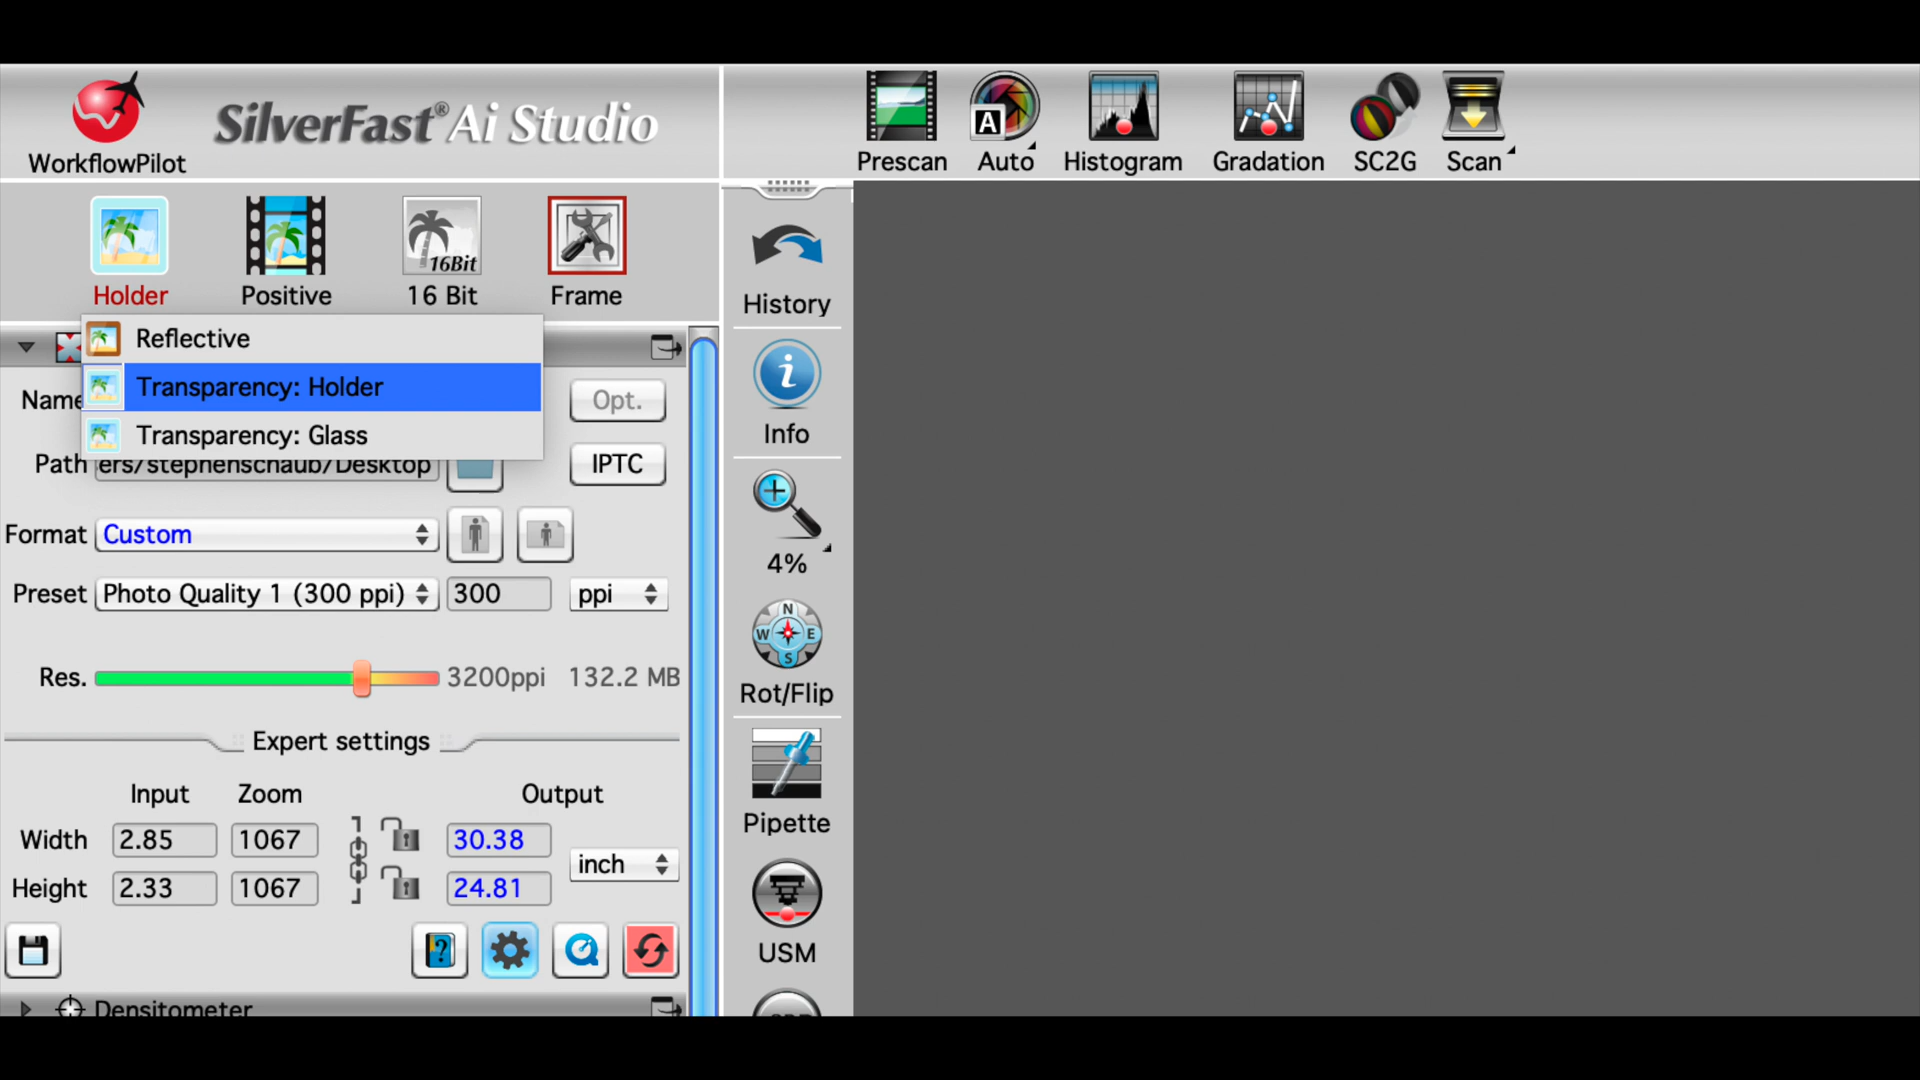 WorkflowPilot
SilverFast® Ai Studio
Prescan
A
Auto
Histogram
Gradation
SC2G
Scan
Holder
Positive
16Bit
16 Bit
Frame
Reflective
Transparency: Holder
Transparency: Glass
Name
Opt.
Path ers/stephenschaub/Desktop
IPTC
Format Custom
Preset Photo Quality 1 (300 ppi) 300 ppi
Res. 3200ppi 132.2 MB
Expert settings
Input Zoom Output
Width 2.85 1067 30.38
inch
Height 2.33 1067 24.81
?
Densitometer
History
i
Info
4%
N
W E
S
Rot/Flip
Pipette
USM